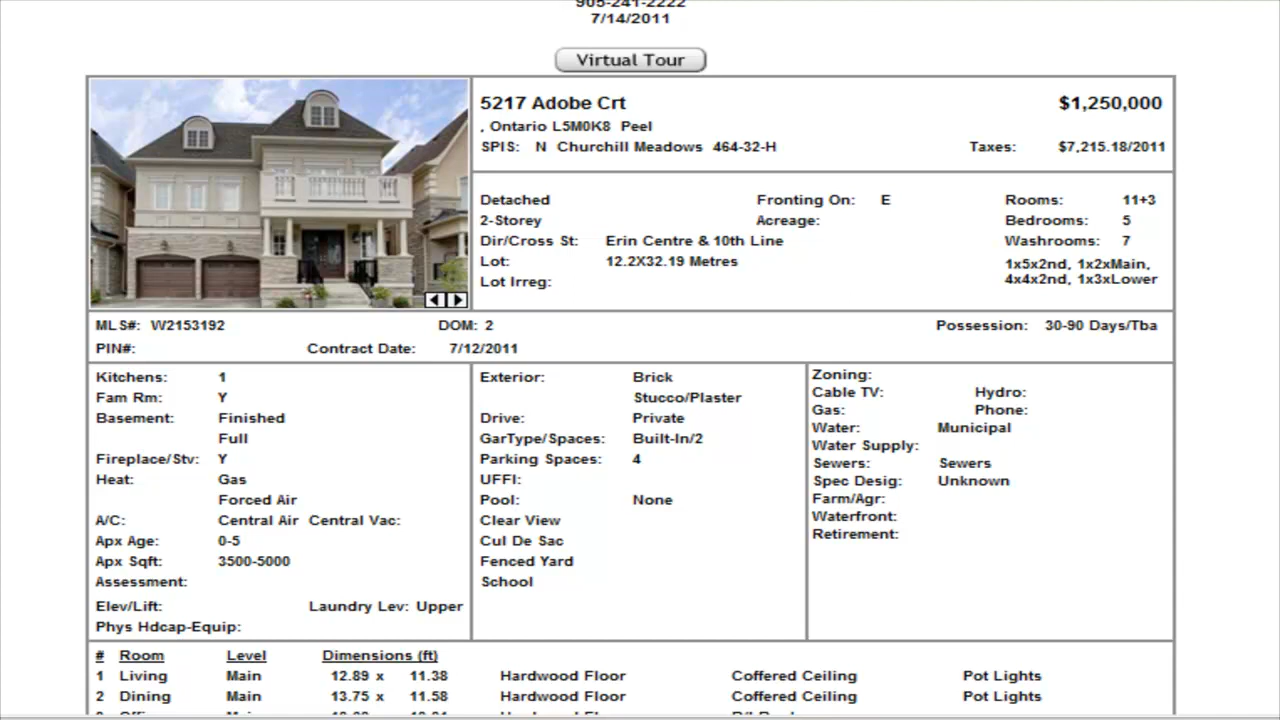 905-241-2222
7/14/2011
Virtual Tour
5217 Adobe Crt $1,250,000
, Ontario L5M0K8 Peel
SPIS: N Churchill Meadows 464-32-H Taxes: $7,215.18/2011
Detached Fronting On: E Rooms: 11+3
2-Storey Acreage: Bedrooms: 5
Dir/Cross St: Erin Centre & 10th Line Washrooms: 7
Lot: 12.2X32.19 Metres 1x5x2nd, 1x2xMain,
Lot Irreg: 4x4x2nd, 1x3xLower
MLS#: W2153192 DOM: 2 Possession: 30-90 Days/Tba
PIN#: Contract Date: 7/12/2011
Kitchens: 1
Fam Rm: Y
Basement: Finished
Full
Fireplace/Stv: Y
Heat: Gas
Forced Air
A/C: Central Air Central Vac:
Apx Age: 0-5
Apx Sqft: 3500-5000
Assessment:
Elev/Lift: Laundry Lev: Upper
Phys Hdcap-Equip:
Exterior: Brick
Stucco/Plaster
Drive: Private
GarType/Spaces: Built-In/2
Parking Spaces: 4
UFFI:
Pool: None
Clear View
Cul De Sac
Fenced Yard
School
Zoning:
Cable TV: Hydro:
Gas: Phone:
Water: Municipal
Water Supply:
Sewers: Sewers
Spec Desig: Unknown
Farm/Agr:
Waterfront:
Retirement:
# Room Level Dimensions (ft)
1 Living Main 12.89 x 11.38 Hardwood Floor Coffered Ceiling Pot Lights
2 Dining Main 13.75 x 11.58 Hardwood Floor Coffered Ceiling Pot Lights